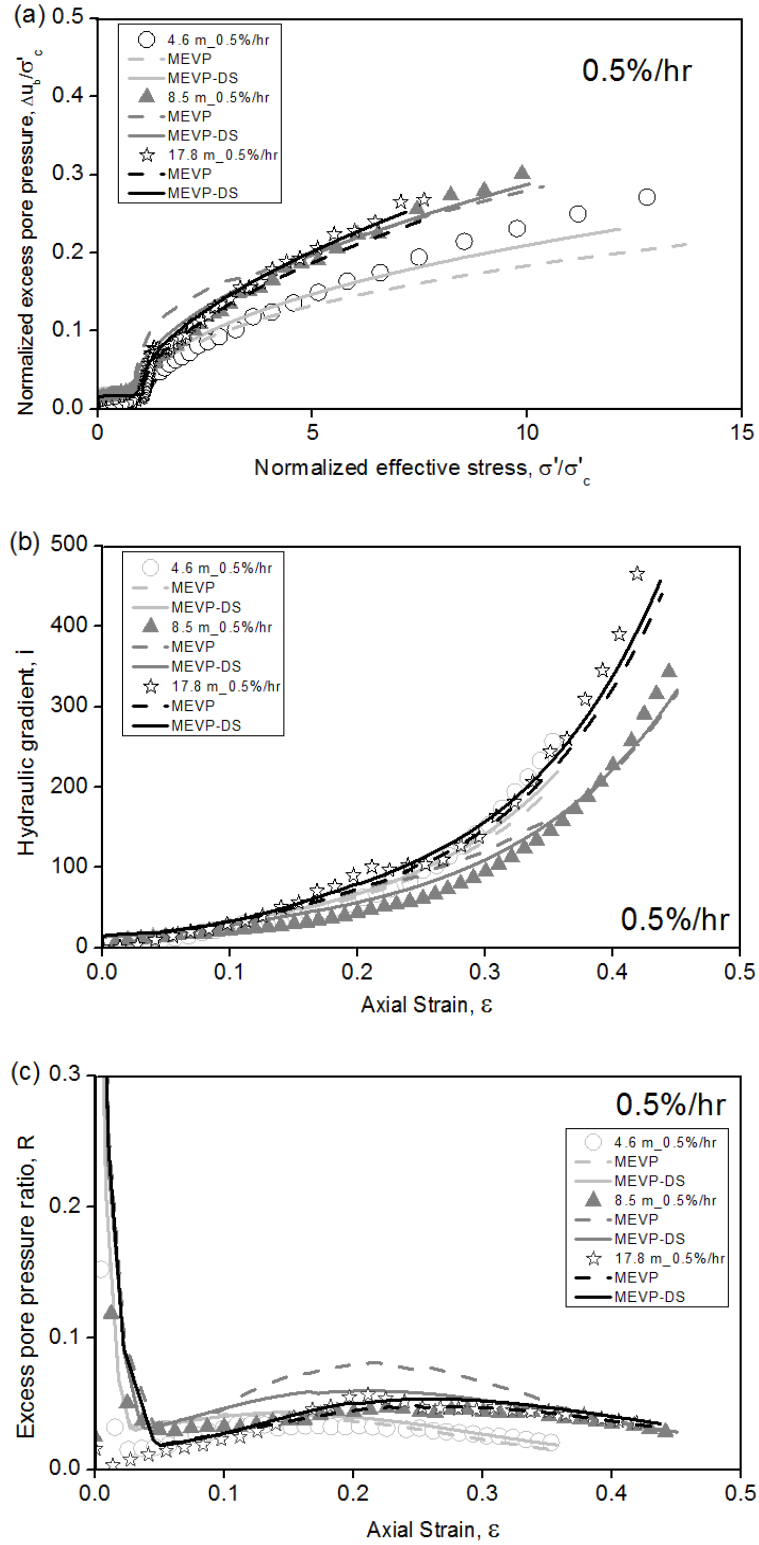 (a)
0.5
0.4
0.3
0.2
0.1
0.0
Normalized excess pore pressure, Δu_b/σ'_c
4.6 m_0.5%/hr
MEVP
MEVP-DS
8.5 m_0.5%/hr
MEVP
MEVP-DS
17.8 m_0.5%/hr
MEVP
MEVP-DS
0.5%/hr
0 5 10 15
Normalized effective stress, σ'/σ'_c
(b)
500
400
300
200
100
0
Hydraulic gradient, i
4.6 m_0.5%/hr
MEVP
MEVP-DS
8.5 m_0.5%/hr
MEVP
MEVP-DS
17.8 m_0.5%/hr
MEVP
MEVP-DS
0.5%/hr
0.0 0.1 0.2 0.3 0.4 0.5
Axial Strain, ε
(c)
0.3
0.2
0.1
0.0
Excess pore pressure ratio, R
0.5%/hr
4.6 m_0.5%/hr
MEVP
MEVP-DS
8.5 m_0.5%/hr
MEVP
MEVP-DS
17.8 m_0.5%/hr
MEVP
MEVP-DS
0.0 0.1 0.2 0.3 0.4 0.5
Axial Strain, ε